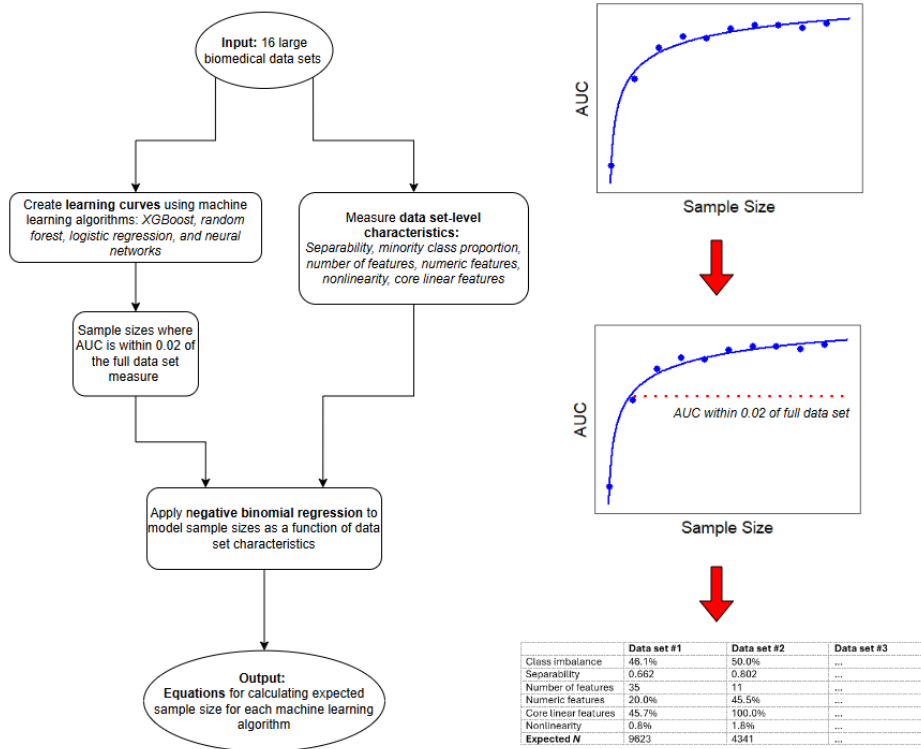 Input: 16 large
biomedical data sets
Create learning curves using machine
learning algorithms: XGBoost, random
forest, logistic regression, and neural
networks
Measure data set-level
characteristics:
Separability, minority class proportion,
number of features, numeric features,
nonlinearity, core linear features
Sample sizes where
AUC is within 0.02 of
the full data set
measure
Apply negative binomial regression to
model sample sizes as a function of data
set characteristics
Output:
Equations for calculating expected
sample size for each machine learning
algorithm
AUC
Sample Size
AUC
AUC within 0.02 of full data set
Sample Size
Data set #1 Data set #2 Data set #3
Class imbalance 46.1% 50.0% ...
Separability 0.662 0.802 ...
Number of features 35 11 ...
Numeric features 20.0% 45.5% ...
Core linear features 45.7% 100.0% ...
Nonlinearity 0.8% 1.8% ...
Expected N 9623 4341 ...